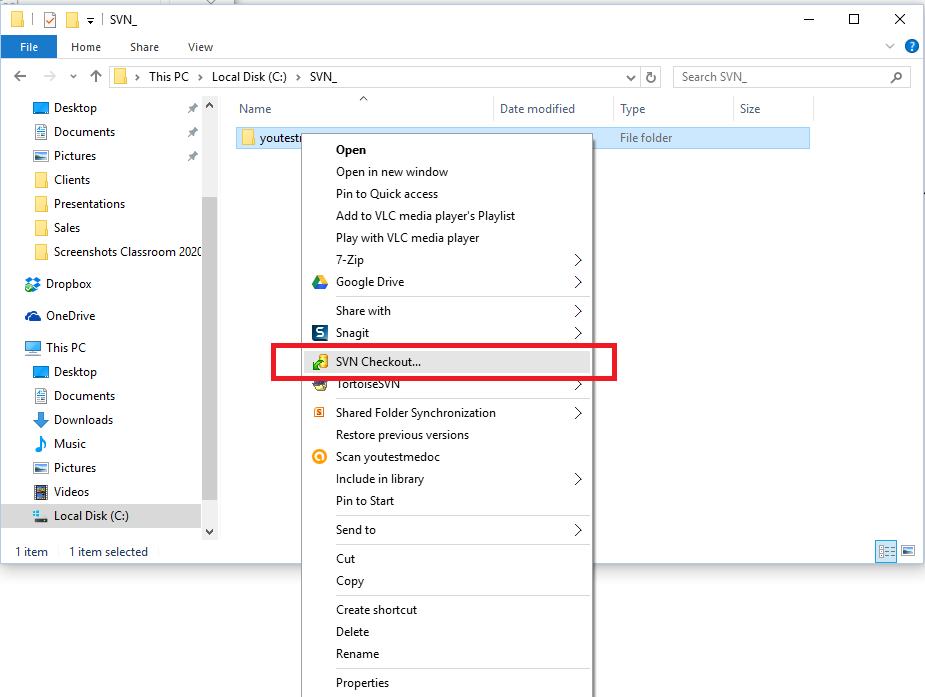 SVN_
File Home Share View
This PC Local Disk (C:) SVN_
Search SVN_
Desktop
Documents
Pictures
Clients
Presentations
Sales
Screenshots Classroom 2020
Dropbox
OneDrive
This PC
Desktop
Documents
Downloads
Music
Pictures
Videos
Local Disk (C:)
Name Date modified Type Size
File folder
Open
Open in new window
Pin to Quick access
Add to VLC media player's Playlist
Play with VLC media player
7-Zip
Google Drive
Share with
S Snagit
SVN Checkout...
TortoiseSVN
S Shared Folder Synchronization
Restore previous versions
Scan youtestmedoc
Include in library
Pin to Start
Send to
Cut
Copy
Create shortcut
Delete
Rename
Properties
1 item 1 item selected